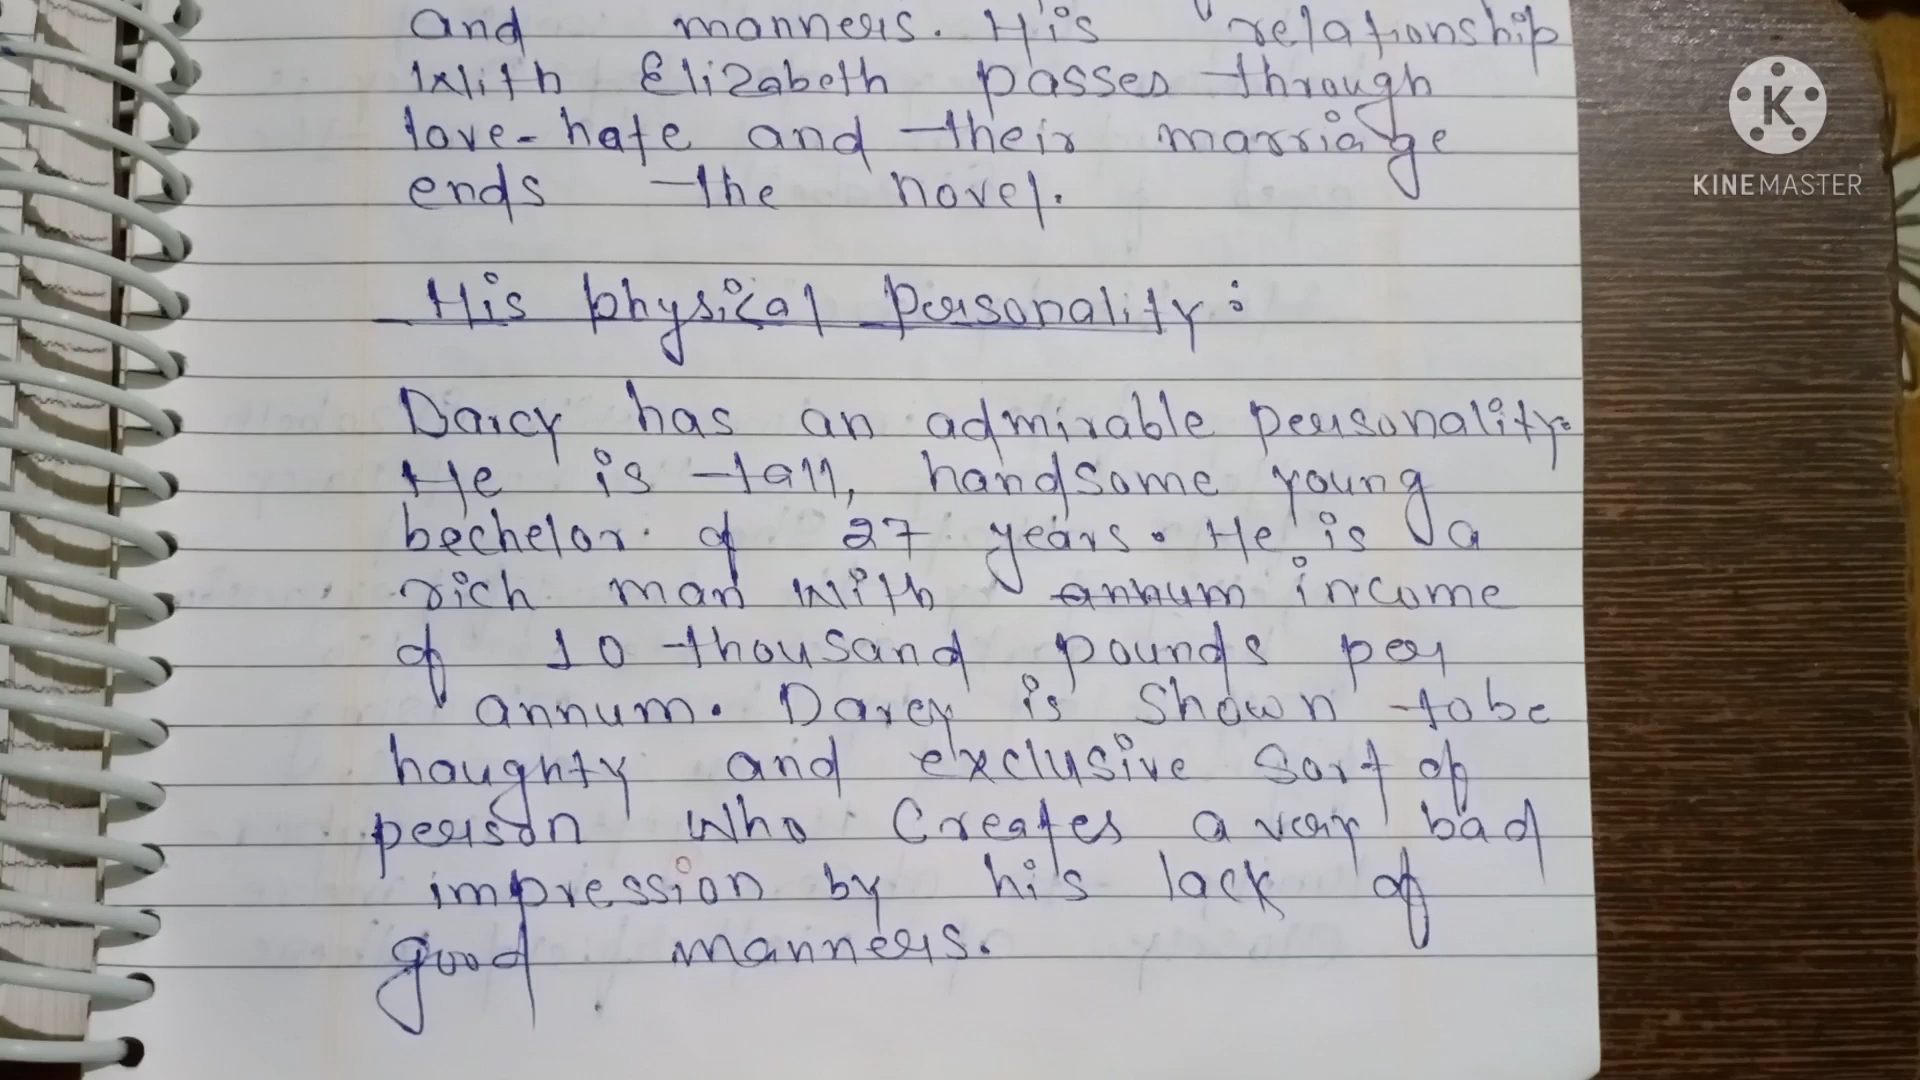 and manners. His relationship
With Elizabeth passes through
love-hate and their marriage
ends the novel.
His physical Personality:
Darcy has an admirable personality.
He is tall, handsome young
bechelor of 27 years. He is a
rich man with annum income
of 10 thousand pounds per
annum. Darcy is Shown to be
haughty and exclusive Sort of
person who Creates a very bad
impression by his lack of
good manners.
K
KINEMASTER